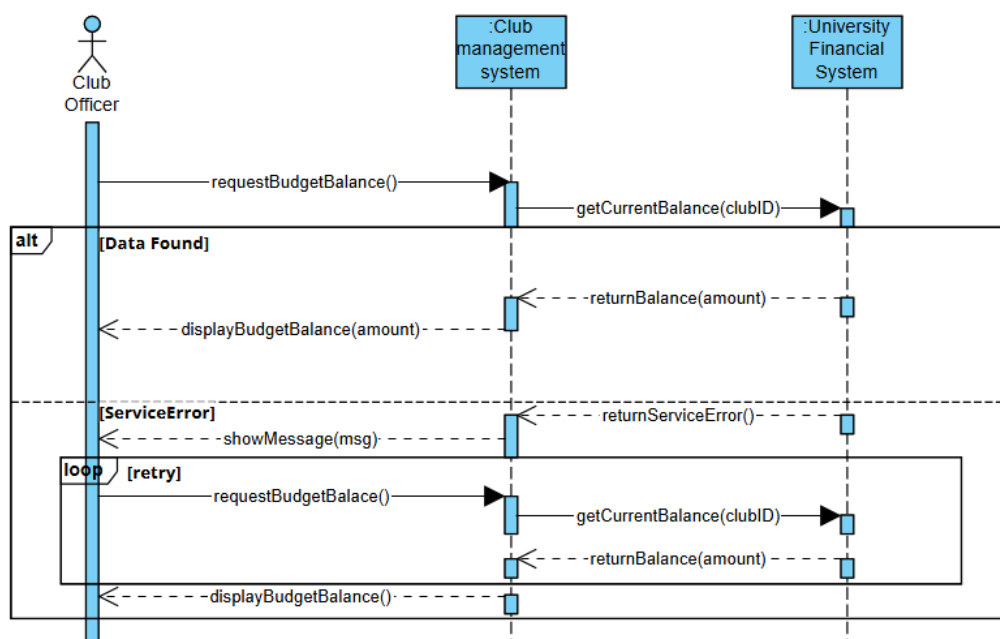 Club
Officer
:Club
management
system
:University
Financial
System
requestBudgetBalance()
getCurrentBalance(clubID)
alt
[Data Found]
returnBalance(amount)
displayBudgetBalance(amount)
[ServiceError]
returnServiceError()
showMessage(msg)
loop
[retry]
requestBudgetBalace()
getCurrentBalance(clubID)
returnBalance(amount)
displayBudgetBalance()